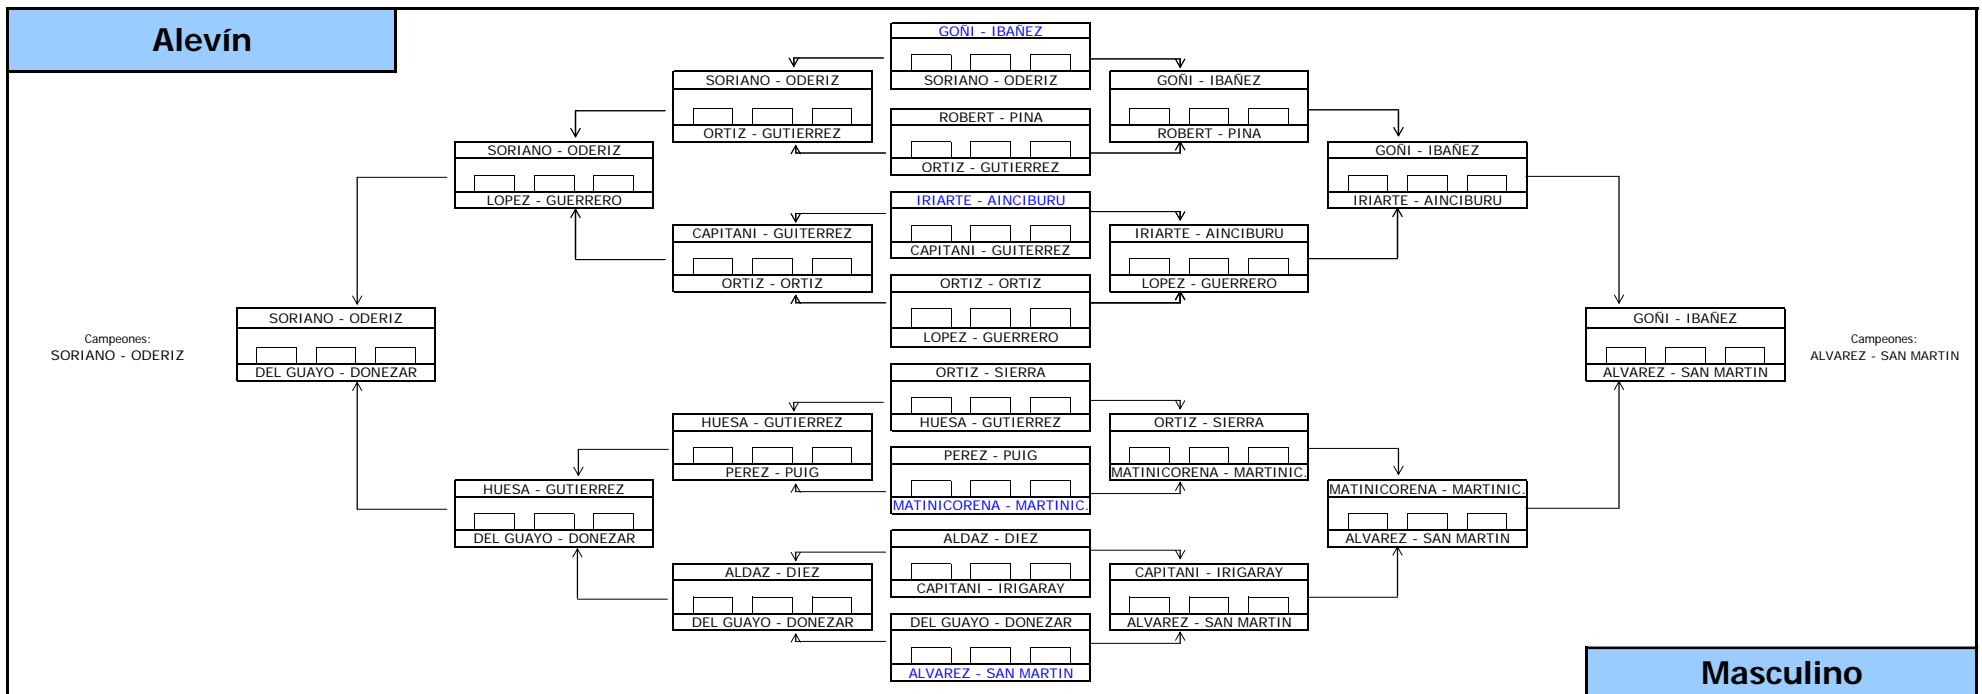 Alevín
GOÑI - IBAÑEZ
SORIANO - ODERIZ
ROBERT - PINA
ORTIZ - GUTIERREZ
IRIARTE - AINCIBURU
CAPITANI - GUITERREZ
ORTIZ - ORTIZ
LOPEZ - GUERRERO
ORTIZ - SIERRA
HUESA - GUTIERREZ
PEREZ - PUIG
MATINICORENA - MARTINIC.
ALDAZ - DIEZ
CAPITANI - IRIGARAY
DEL GUAYO - DONEZAR
ALVAREZ - SAN MARTIN
SORIANO - ODERIZ
ORTIZ - GUTIERREZ
CAPITANI - GUITERREZ
ORTIZ - ORTIZ
HUESA - GUTIERREZ
PEREZ - PUIG
ALDAZ - DIEZ
DEL GUAYO - DONEZAR
SORIANO - ODERIZ
LOPEZ - GUERRERO
HUESA - GUTIERREZ
DEL GUAYO - DONEZAR
SORIANO - ODERIZ
DEL GUAYO - DONEZAR
Campeones:
SORIANO - ODERIZ
GOÑI - IBAÑEZ
ROBERT - PINA
IRIARTE - AINCIBURU
LOPEZ - GUERRERO
ORTIZ - SIERRA
MATINICORENA - MARTINIC.
CAPITANI - IRIGARAY
ALVAREZ - SAN MARTIN
GOÑI - IBAÑEZ
IRIARTE - AINCIBURU
MATINICORENA - MARTINIC.
ALVAREZ - SAN MARTIN
GOÑI - IBAÑEZ
ALVAREZ - SAN MARTIN
Campeones:
ALVAREZ - SAN MARTIN
Masculino